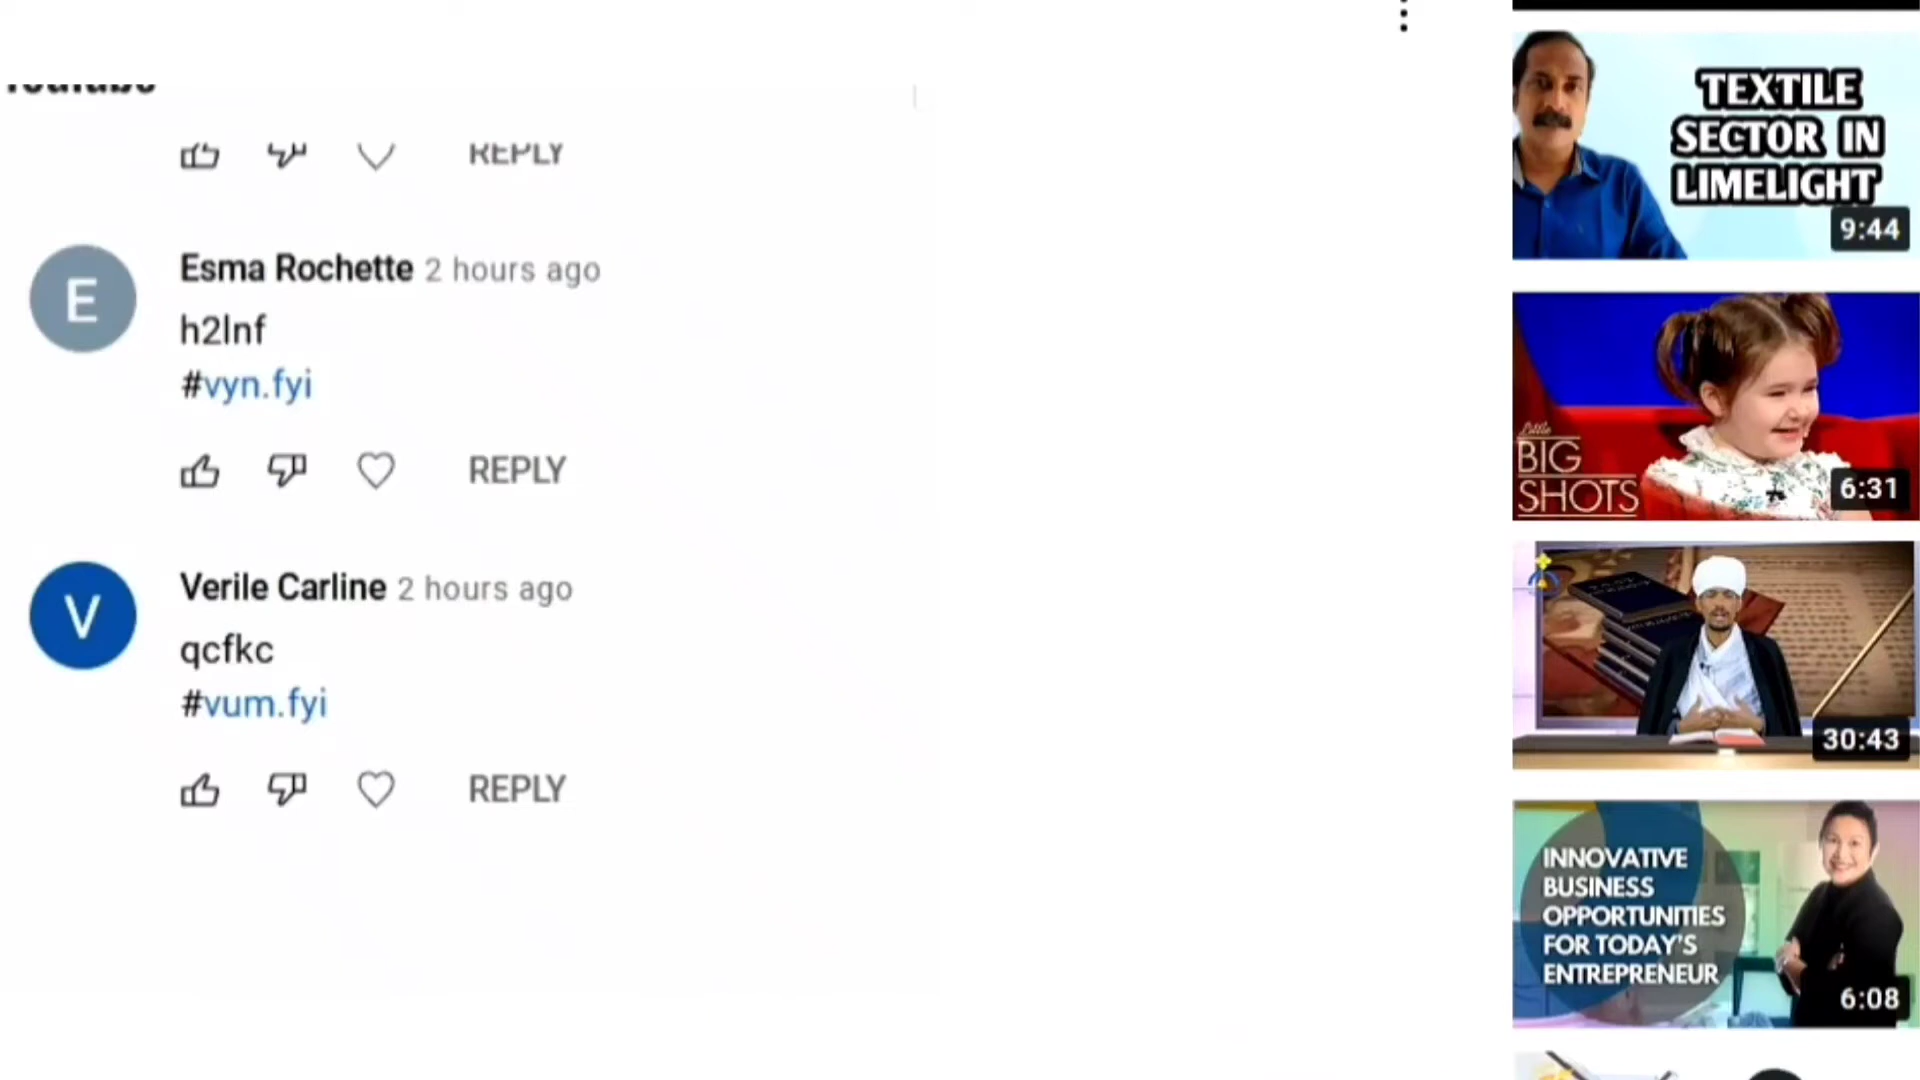 YouTube
REPLY
Esma Rochette 2 hours ago
h2lnf
#vyn.fyi
REPLY
Verile Carline 2 hours ago
qcfkc
#vum.fyi
REPLY
E
V
TEXTILE
SECTOR IN
LIMELIGHT
9:44
Little
BIG
SHOTS
6:31
30:43
INNOVATIVE
BUSINESS
OPPORTUNITIES
FOR TODAY'S
ENTREPRENEUR
6:08